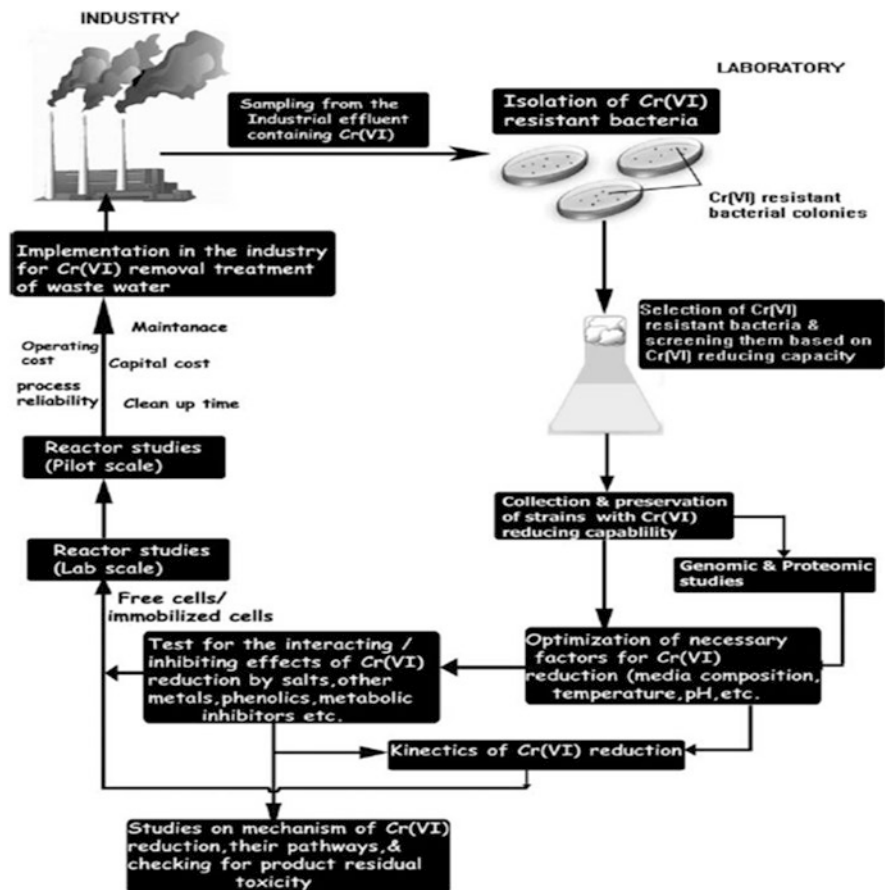 INDUSTRY
LABORATORY
Sampling from the
Industrial effluent
containing Cr(VI)
Isolation of Cr(VI)
resistant bacteria
Cr(VI) resistant
bacterial colonies
Selection of Cr(VI)
resistant bacteria &
screening them based on
Cr(VI) reducing capacity
Collection & preservation
of strains with Cr(VI)
reducing capablility
Genomic & Proteomic
studies
Optimization of necessary
factors for Cr(VI)
reduction (media composition,
temperature,pH,etc.
Test for the interacting /
inhibiting effects of Cr(VI)
reduction by salts,other
metals,phenolics,metabolic
inhibitors etc.
Kinectics of Cr(VI) reduction
Studies on mechanism of Cr(VI)
reduction,their pathways,&
checking for product residual
toxicity
Free cells/
immobilized cells
Reactor studies
(Lab scale)
Reactor studies
(Pilot scale)
Maintanace
Operating
cost
Capital cost
process
reliability
Clean up time
Implementation in the industry
for Cr(VI) removal treatment
of waste water